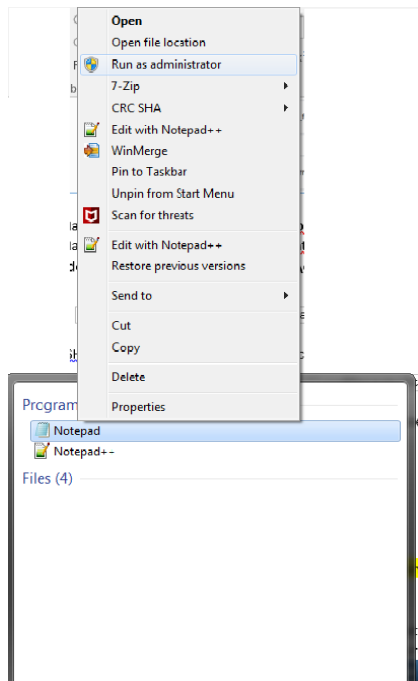 Open
Open file location
Run as administrator
7-Zip
CRC SHA
Edit with Notepad++
WinMerge
Pin to Taskbar
Unpin from Start Menu
Scan for threats
Edit with Notepad++
Restore previous versions
Send to
Cut
Copy
Delete
Properties
Program
Notepad
Notepad++
Files (4)